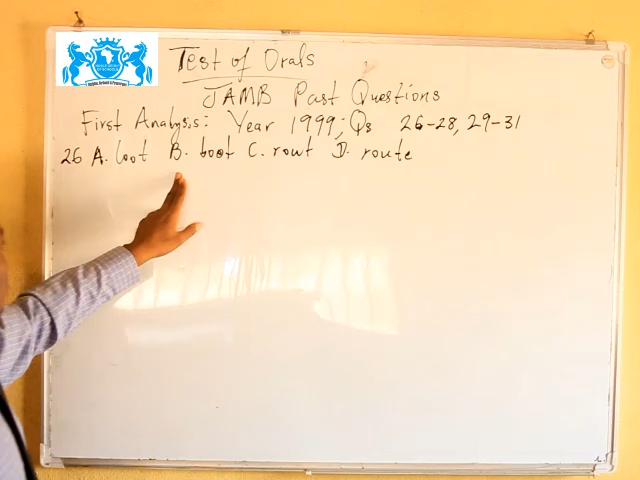 Test of Orals
JAMB Past Questions
First Analysis: Year 1999; Qs 26-28, 29-31
26 A. loot B. boot C. rout D. route